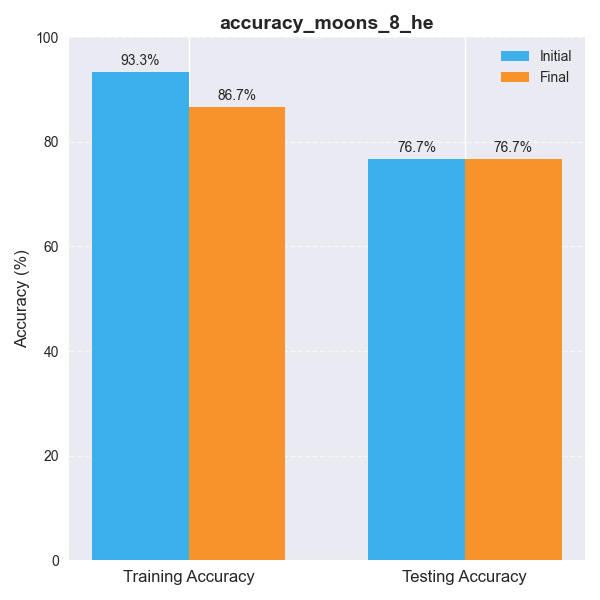 accuracy_moons_8_he
Initial
Final
93.3%
86.7%
76.7%
76.7%
100
80
60
40
20
0
Accuracy (%)
Training Accuracy
Testing Accuracy